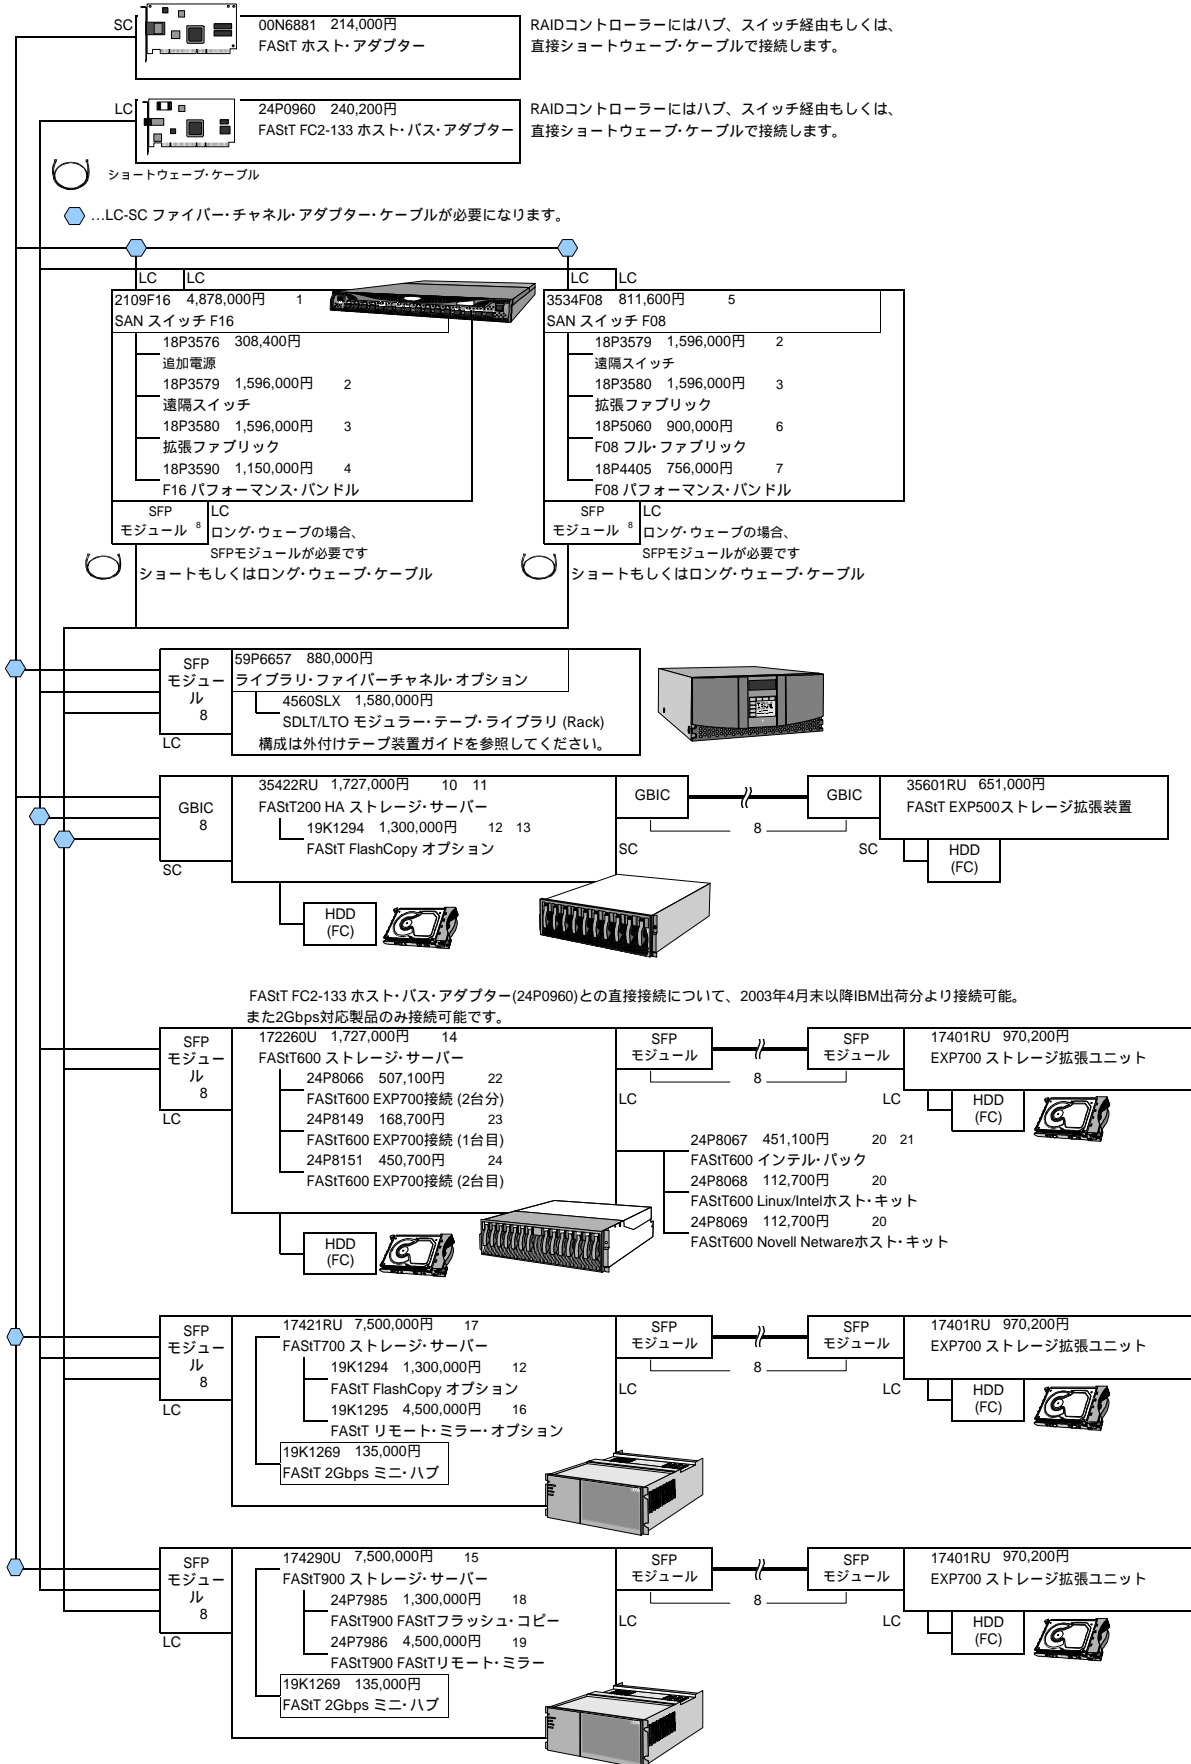 SC
00N6881 214,000円
FAStT ホスト・アダプター
RAIDコントローラーにはハブ、スイッチ経由もしくは、
直接ショートウェーブ・ケーブルで接続します。
LC
24P0960 240,200円
FAStT FC2-133 ホスト・バス・アダプター
RAIDコントローラーにはハブ、スイッチ経由もしくは、
直接ショートウェーブ・ケーブルで接続します。
ショートウェーブ・ケーブル
...LC-SC ファイバー・チャネル・アダプター・ケーブルが必要になります。
LC LC
2109F16 4,878,000円 1
SAN スイッチ F16
18P3576 308,400円
追加電源
18P3579 1,596,000円 2
遠隔スイッチ
18P3580 1,596,000円 3
拡張ファブリック
18P3590 1,150,000円 4
F16 パフォーマンス・バンドル
SFP
モジュール 8
LC
ロング・ウェーブの場合、
SFPモジュールが必要です
ショートもしくはロング・ウェーブ・ケーブル
LC LC
3534F08 811,600円 5
SAN スイッチ F08
18P3579 1,596,000円 2
遠隔スイッチ
18P3580 1,596,000円 3
拡張ファブリック
18P5060 900,000円 6
F08 フル・ファブリック
18P4405 756,000円 7
F08 パフォーマンス・バンドル
SFP
モジュール 8
LC
ロング・ウェーブの場合、
SFPモジュールが必要です
ショートもしくはロング・ウェーブ・ケーブル
SFP
モジュー
ル
8
LC
59P6657 880,000円
ライブラリ・ファイバーチャネル・オプション
4560SLX 1,580,000円
SDLT/LTO モジュラー・テープ・ライブラリ (Rack)
構成は外付けテープ装置ガイドを参照してください。
GBIC
8
SC
35422RU 1,727,000円 10 11
FAStT200 HA ストレージ・サーバー
19K1294 1,300,000円 12 13
FAStT FlashCopy オプション
HDD
(FC)
GBIC
SC
8
GBIC
SC
35601RU 651,000円
FAStT EXP500ストレージ拡張装置
HDD
(FC)
FAStT FC2-133 ホスト・バス・アダプター(24P0960)との直接接続について、2003年4月末以降IBM出荷分より接続可能。
また2Gbps対応製品のみ接続可能です。
SFP
モジュー
ル
8
LC
172260U 1,727,000円 14
FAStT600 ストレージ・サーバー
24P8066 507,100円 22
FAStT600 EXP700接続 (2台分)
24P8149 168,700円 23
FAStT600 EXP700接続 (1台目)
24P8151 450,700円 24
FAStT600 EXP700接続 (2台目)
HDD
(FC)
SFP
モジュール
LC
8
SFP
モジュール
LC
17401RU 970,200円
EXP700 ストレージ拡張ユニット
HDD
(FC)
24P8067 451,100円 20 21
FAStT600 インテル・パック
24P8068 112,700円 20
FAStT600 Linux/Intelホスト・キット
24P8069 112,700円 20
FAStT600 Novell Netwareホスト・キット
SFP
モジュー
ル
8
LC
17421RU 7,500,000円 17
FAStT700 ストレージ・サーバー
19K1294 1,300,000円 12
FAStT FlashCopy オプション
19K1295 4,500,000円 16
FAStT リモート・ミラー・オプション
19K1269 135,000円
FAStT 2Gbps ミニ・ハブ
SFP
モジュール
LC
8
SFP
モジュール
LC
17401RU 970,200円
EXP700 ストレージ拡張ユニット
HDD
(FC)
SFP
モジュー
ル
8
LC
174290U 7,500,000円 15
FAStT900 ストレージ・サーバー
24P7985 1,300,000円 18
FAStT900 FAStTフラッシュ・コピー
24P7986 4,500,000円 19
FAStT900 FAStTリモート・ミラー
19K1269 135,000円
FAStT 2Gbps ミニ・ハブ
SFP
モジュール
LC
8
SFP
モジュール
LC
17401RU 970,200円
EXP700 ストレージ拡張ユニット
HDD
(FC)